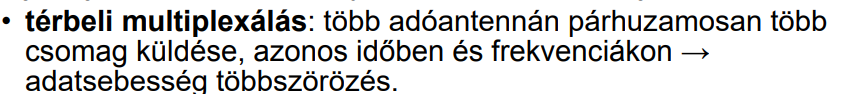 • térbeli multiplexálás: több adóantennán párhuzamosan több
csomag küldése, azonos időben és frekvenciákon →
adatsebesség többszörözés.